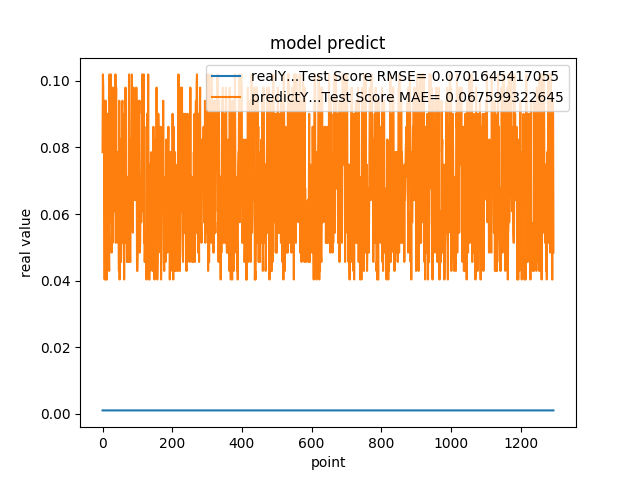 model predict
realY...Test Score RMSE= 0.0701645417055
predictY...Test Score MAE= 0.067599322645
0.10
0.08
0.06
0.04
0.02
0.00
real value
0 200 400 600 800 1000 1200
point